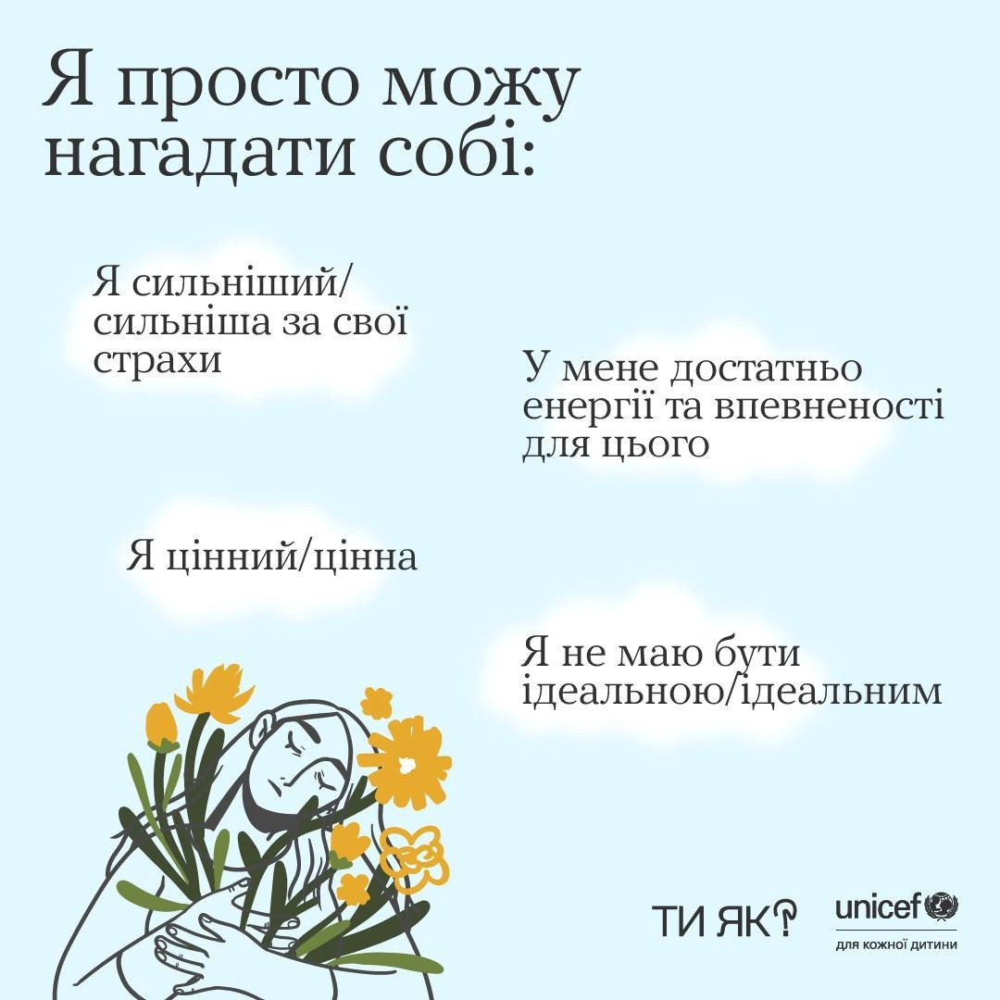 Я просто можу
нагадати собі:
Я сильніший/
сильніша за свої
страхи
У мене достатньо
енергії та впевненості
для цього
Я цінний/цінна
Я не маю бути
ідеальною/ідеальним
ТИ ЯК?
unicef
для кожної дитини